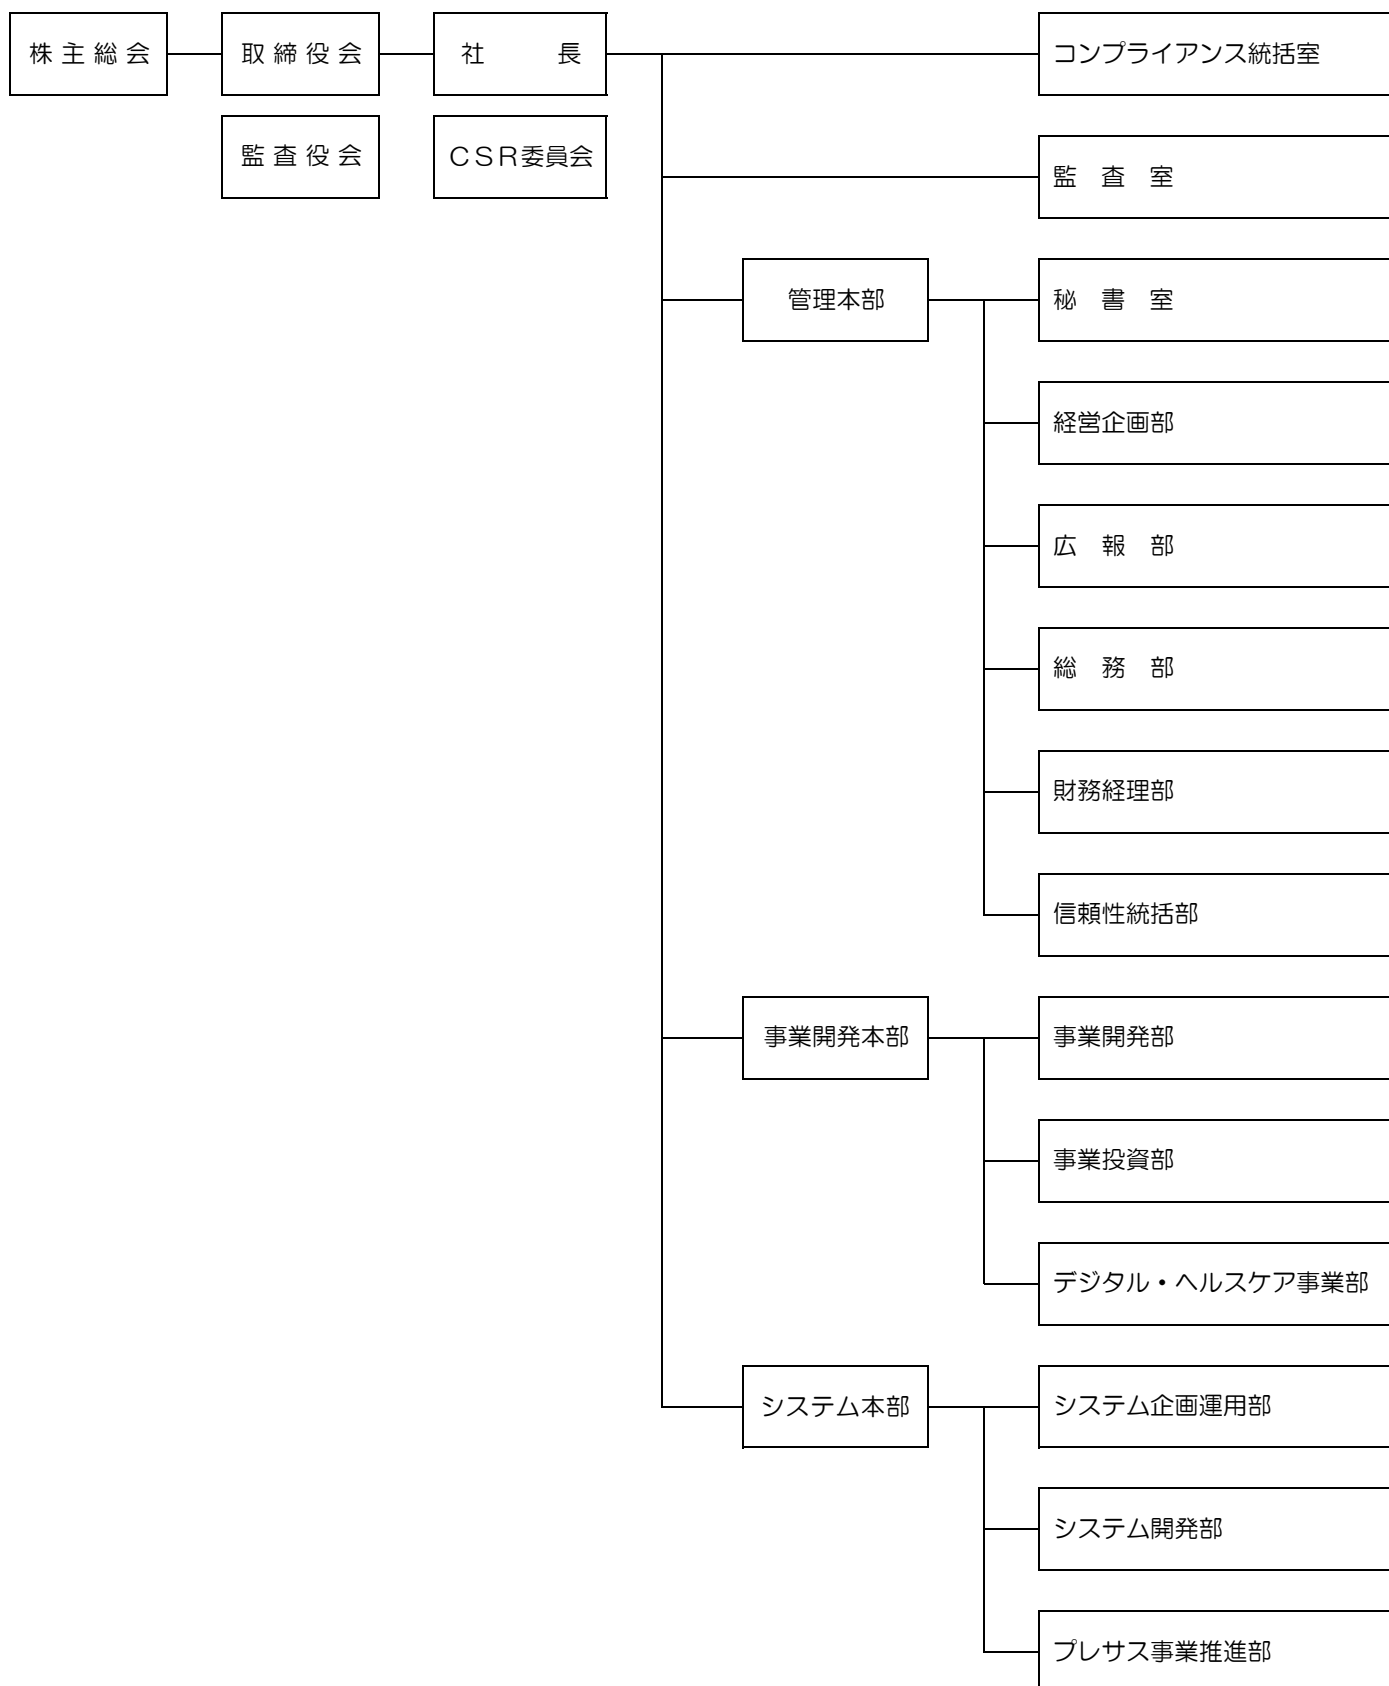 株主総会
取締役会
社　長
コンプライアンス統括室
監査役会
ＣＳＲ委員会
監査室
管理本部
秘書室
経営企画部
広報部
総務部
財務経理部
信頼性統括部
事業開発本部
事業開発部
事業投資部
デジタル・ヘルスケア事業部
システム本部
システム企画運用部
システム開発部
プレサス事業推進部